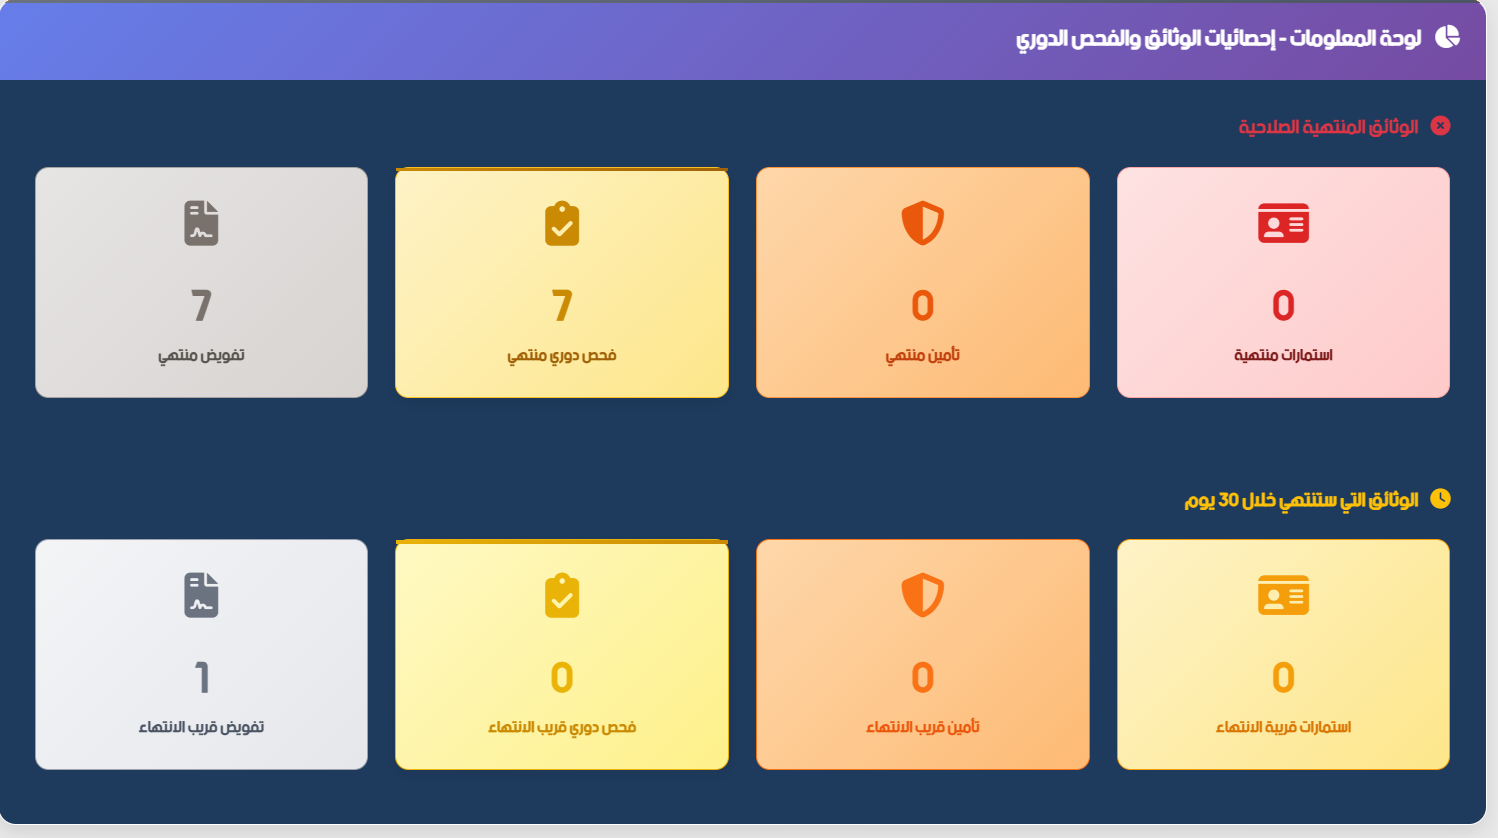 لوحة المعلومات - إحصائيات الوثائق والفحص الدوري
الوثائق المنتهية الصلاحية
0
استمارات منتهية
0
تأمين منتهي
7
فحص دوري منتهي
7
تفويض منتهي
الوثائق التي ستنتهي خلال 30 يوم
0
استمارات قريبة الانتهاء
0
تأمين قريب الانتهاء
0
فحص دوري قريب الانتهاء
1
تفويض قريب الانتهاء